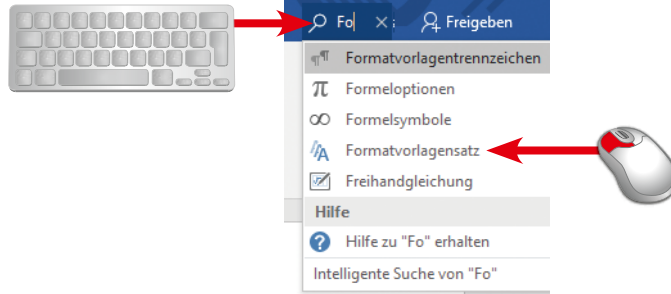 Fo
Freigeben
Formatvorlagentrennzeichen
Formeloptionen
Formelsymbole
Formatvorlagensatz
Freihandgleichung
Hilfe
Hilfe zu "Fo" erhalten
Intelligente Suche von "Fo"